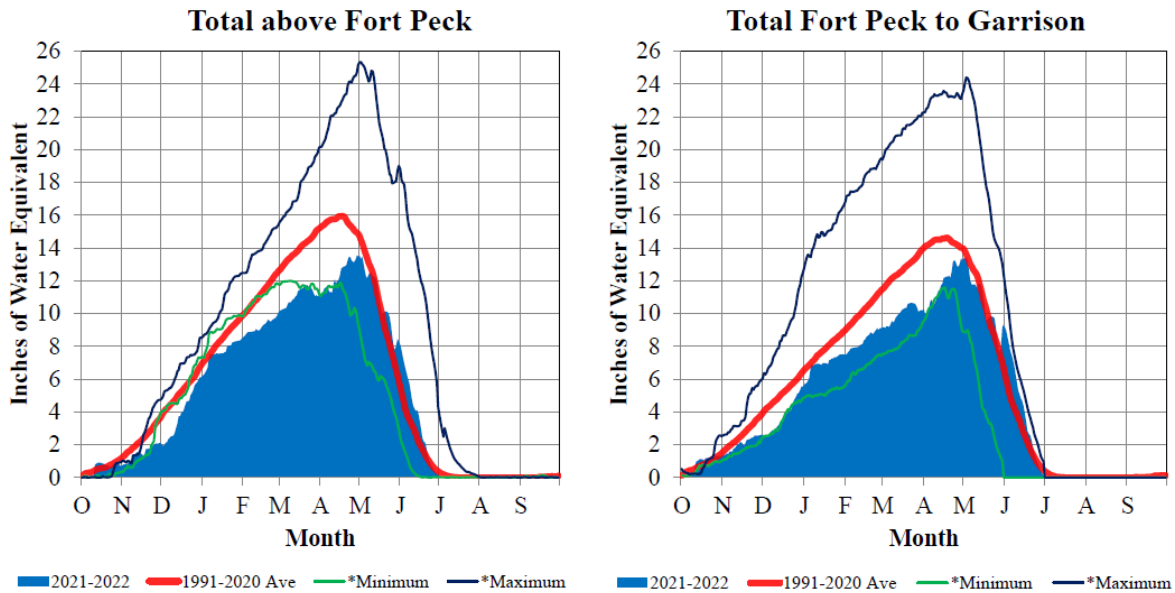 Total above Fort Peck
26
24
22
20
18
16
14
12
10
8
6
4
2
0
Inches of Water Equivalent
O N D J F M A M J J A S
Month
2021-2022 1991-2020 Ave *Minimum *Maximum
Total Fort Peck to Garrison
26
24
22
20
18
16
14
12
10
8
6
4
2
0
Inches of Water Equivalent
O N D J F M A M J J A S
Month
2021-2022 1991-2020 Ave *Minimum *Maximum